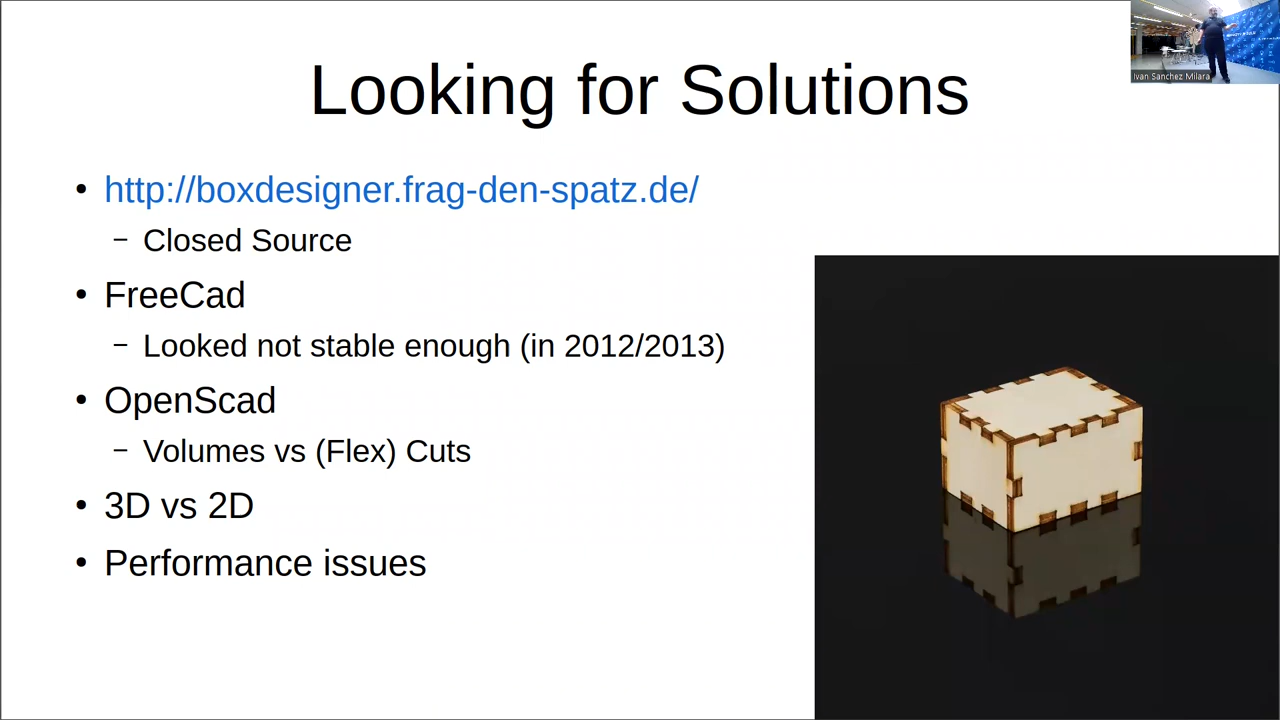 Ivan Sanchez Milara
Looking for Solutions
• http://boxdesigner.frag-den-spatz.de/
– Closed Source
• FreeCad
– Looked not stable enough (in 2012/2013)
• OpenScad
– Volumes vs (Flex) Cuts
• 3D vs 2D
• Performance issues